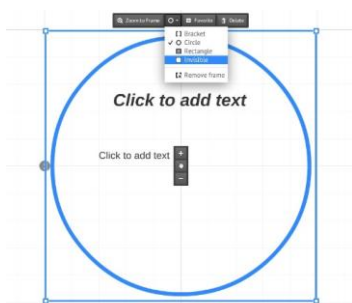 Zoom to Frame Favorite Delete
Bracket
✓ Circle
Rectangle
Invisible
Remove frame
Click to add text
Click to add text